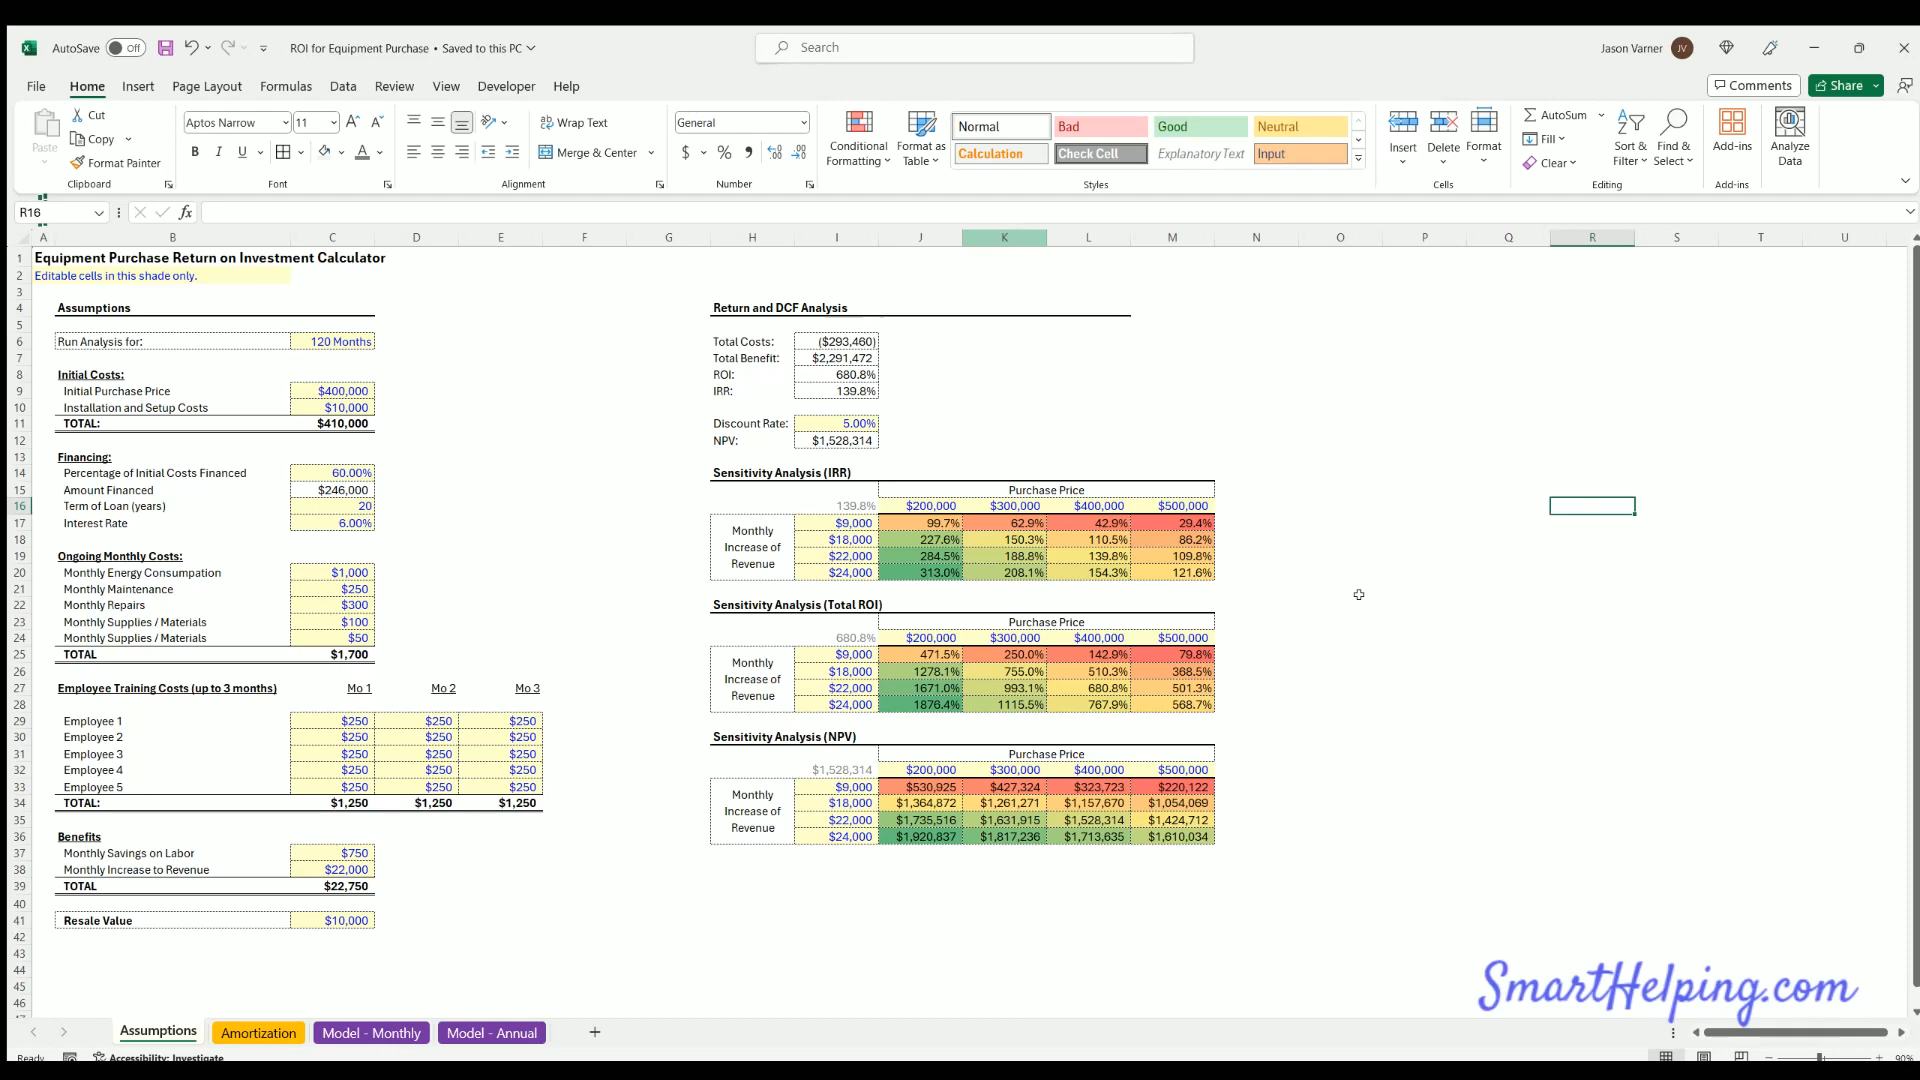 AutoSave Off ROI for Equipment Purchase • Saved to this PC Search Jason Varner JV
File Home Insert Page Layout Formulas Data Review View Developer Help Comments Share
Paste Cut Copy Format Painter Clipboard
Aptos Narrow 11 A A B I U A Font
Wrap Text Merge & Center Alignment
General $ % , Number
Conditional Formatting Format as Table Normal Bad Good Neutral Calculation Check Cell Explanatory Text Input Styles
Insert Delete Format Cells
AutoSum Fill Clear Sort & Filter Find & Select Editing
Add-ins Add-ins Analyze Data
R16 fx
A B C D E F G H I J K L M N O P Q R S T U
1 Equipment Purchase Return on Investment Calculator
2 Editable cells in this shade only.
3
4 Assumptions Return and DCF Analysis
5
6 Run Analysis for: 120 Months Total Costs: ($293,460)
7 Total Benefit: $2,291,472
8 Initial Costs: ROI: 680.8%
9 Initial Purchase Price $400,000 IRR: 139.8%
10 Installation and Setup Costs $10,000
11 TOTAL: $410,000 Discount Rate: 5.00%
12 NPV: $1,528,314
13 Financing:
14 Percentage of Initial Costs Financed 60.00% Sensitivity Analysis (IRR)
15 Amount Financed $246,000 Purchase Price
16 Term of Loan (years) 20 139.8% $200,000 $300,000 $400,000 $500,000
17 Interest Rate 6.00% Monthly Increase of Revenue $9,000 99.7% 62.9% 42.9% 29.4%
18 $18,000 227.6% 150.3% 110.5% 86.2%
19 Ongoing Monthly Costs: $22,000 284.5% 188.8% 139.8% 109.8%
20 Monthly Energy Consumpation $1,000 $24,000 313.0% 208.1% 154.3% 121.6%
21 Monthly Maintenance $250
22 Monthly Repairs $300 Sensitivity Analysis (Total ROI)
23 Monthly Supplies / Materials $100 Purchase Price
24 Monthly Supplies / Materials $50 680.8% $200,000 $300,000 $400,000 $500,000
25 TOTAL $1,700 Monthly Increase of Revenue $9,000 471.5% 250.0% 142.9% 79.8%
26 $18,000 1278.1% 755.0% 510.3% 368.5%
27 Employee Training Costs (up to 3 months) Mo 1 Mo 2 Mo 3 $22,000 1671.0% 993.1% 680.8% 501.3%
28 $24,000 1876.4% 1115.5% 767.9% 568.7%
29 Employee 1 $250 $250 $250
30 Employee 2 $250 $250 $250 Sensitivity Analysis (NPV)
31 Employee 3 $250 $250 $250 Purchase Price
32 Employee 4 $250 $250 $250 $1,528,314 $200,000 $300,000 $400,000 $500,000
33 Employee 5 $250 $250 $250 Monthly Increase of Revenue $9,000 $530,925 $427,324 $323,723 $220,122
34 TOTAL: $1,250 $1,250 $1,250 $18,000 $1,364,872 $1,261,271 $1,157,670 $1,054,069
35 $22,000 $1,735,516 $1,631,915 $1,528,314 $1,424,712
36 Benefits $24,000 $1,920,837 $1,817,236 $1,713,635 $1,610,034
37 Monthly Savings on Labor $750
38 Monthly Increase to Revenue $22,000
39 TOTAL $22,750
40
41 Resale Value $10,000
42
43
44
45
46
SmartHelping.com
Assumptions Amortization Model - Monthly Model - Annual
Ready Accessibility: Investigate 90%